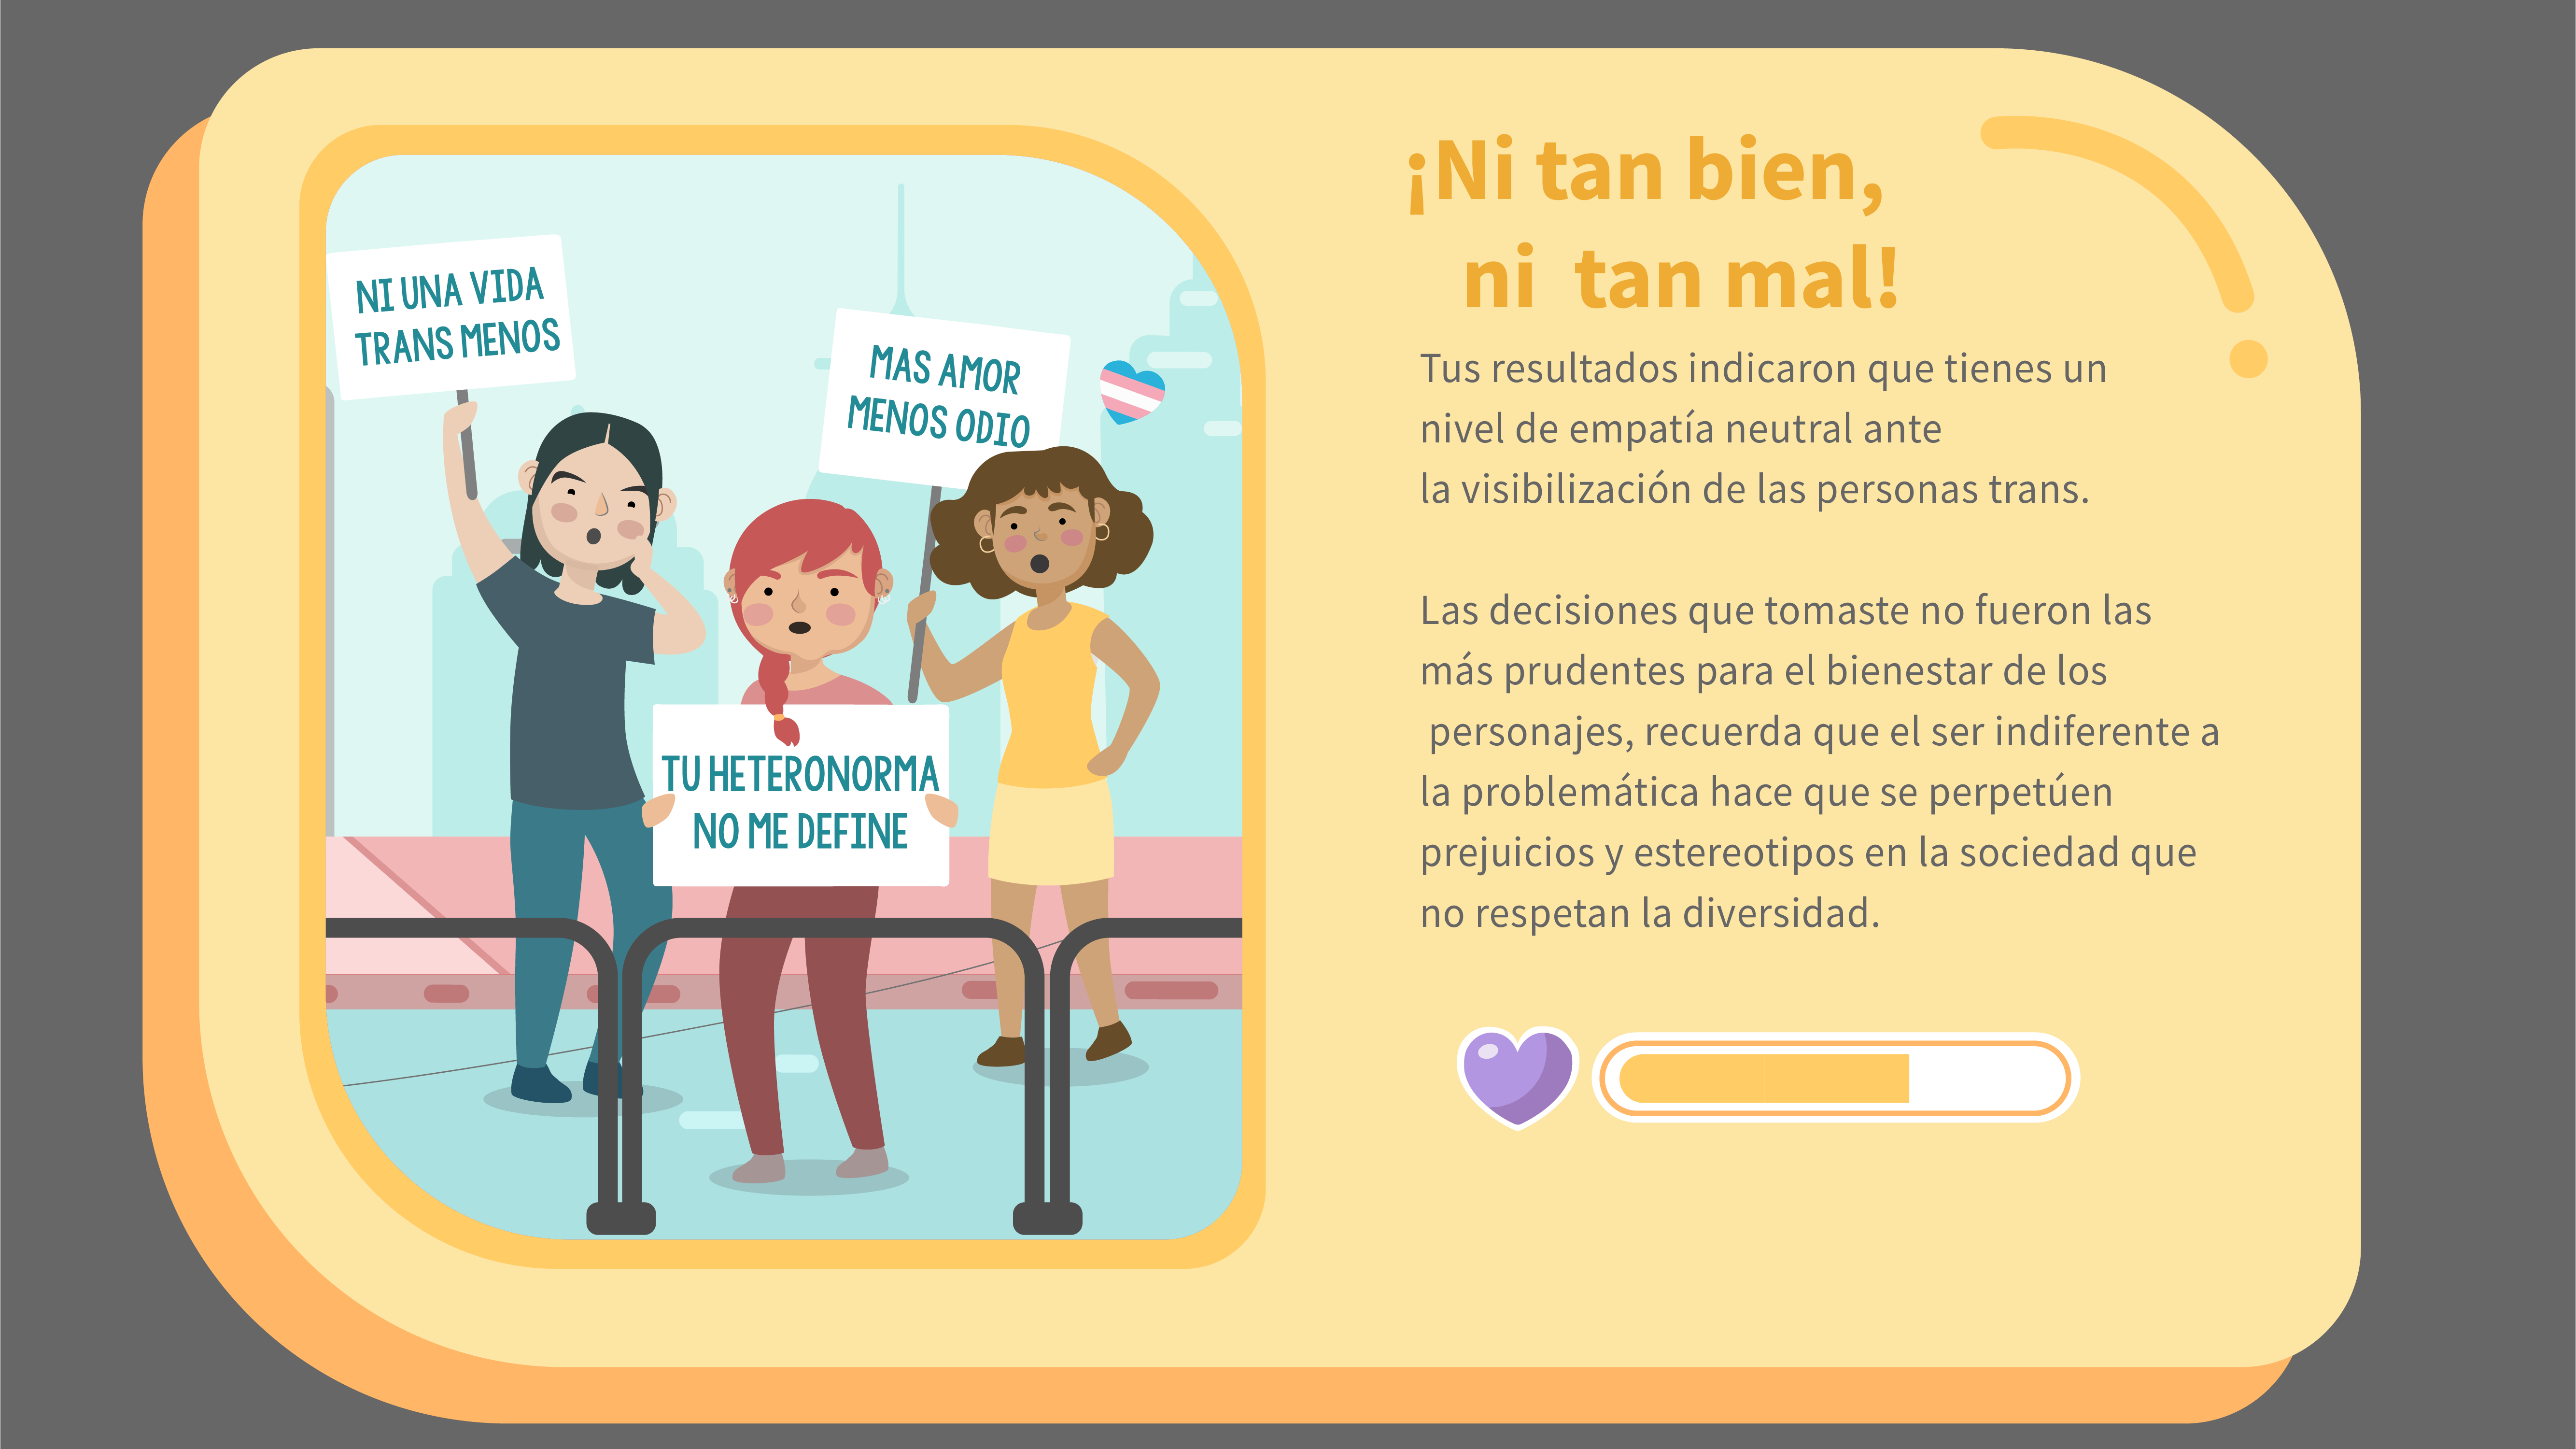 NI UNA VIDA
TRANS MENOS
MAS AMOR
MENOS ODIO
TU HETERONORMA
NO ME DEFINE
¡Ni tan bien,
ni tan mal!
Tus resultados indicaron que tienes un
nivel de empatía neutral ante
la visibilización de las personas trans.
Las decisiones que tomaste no fueron las
más prudentes para el bienestar de los
personajes, recuerda que el ser indiferente a
la problemática hace que se perpetúen
prejuicios y estereotipos en la sociedad que
no respetan la diversidad.